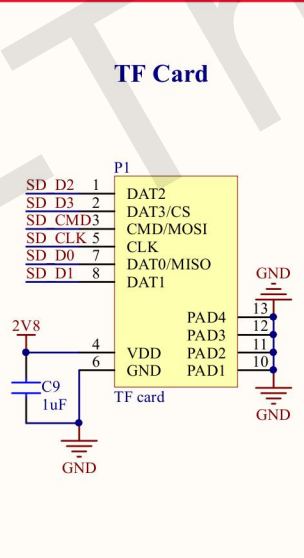 TF Card
P1
SD_D2 1 DAT2
SD_D3 2 DAT3/CS
SD_CMD 3 CMD/MOSI
SD_CLK 5 CLK
SD_D0 7 DAT0/MISO
SD_D1 8 DAT1
GND
13 PAD4
12 PAD3
2V8
4 VDD
11 PAD2
6 GND
10 PAD1
C9
1uF
TF card
GND
GND